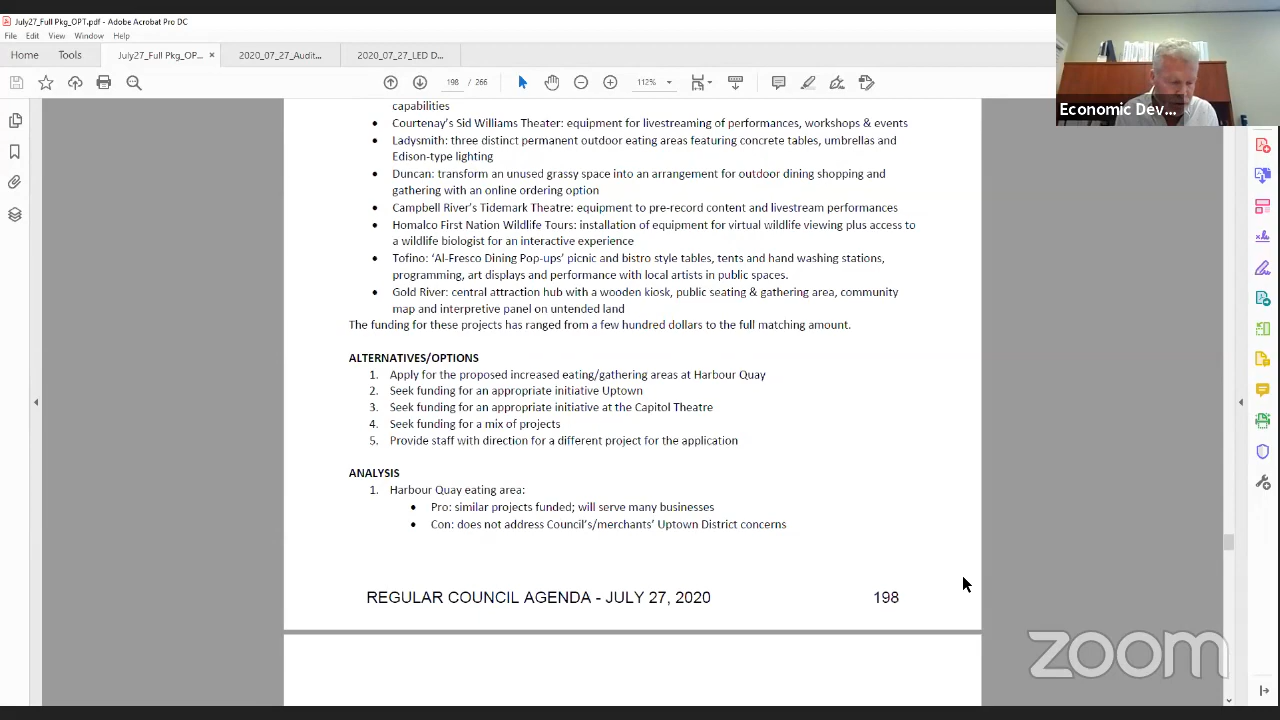 July27_Full Pkg_OPT.pdf - Adobe Acrobat Pro DC
File Edit View Window Help
Home Tools July27_Full Pkg_OP... × 2020_07_27_Audit... 2020_07_27_LED D...
198 / 266 112%
Economic Dev...
capabilities
• Courtenay's Sid Williams Theater: equipment for livestreaming of performances, workshops & events
• Ladysmith: three distinct permanent outdoor eating areas featuring concrete tables, umbrellas and
Edison-type lighting
• Duncan: transform an unused grassy space into an arrangement for outdoor dining shopping and
gathering with an online ordering option
• Campbell River's Tidemark Theatre: equipment to pre-record content and livestream performances
• Homalco First Nation Wildlife Tours: installation of equipment for virtual wildlife viewing plus access to
a wildlife biologist for an interactive experience
• Tofino: 'Al-Fresco Dining Pop-ups' picnic and bistro style tables, tents and hand washing stations,
programming, art displays and performance with local artists in public spaces.
• Gold River: central attraction hub with a wooden kiosk, public seating & gathering area, community
map and interpretive panel on untended land
The funding for these projects has ranged from a few hundred dollars to the full matching amount.
ALTERNATIVES/OPTIONS
1. Apply for the proposed increased eating/gathering areas at Harbour Quay
2. Seek funding for an appropriate initiative Uptown
3. Seek funding for an appropriate initiative at the Capitol Theatre
4. Seek funding for a mix of projects
5. Provide staff with direction for a different project for the application
ANALYSIS
1. Harbour Quay eating area:
• Pro: similar projects funded; will serve many businesses
• Con: does not address Council's/merchants' Uptown District concerns
REGULAR COUNCIL AGENDA - JULY 27, 2020 198
zoom